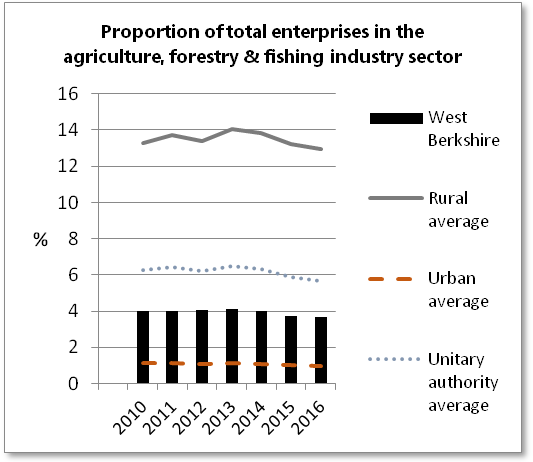 Proportion of total enterprises in the
agriculture, forestry & fishing industry sector
16
14
12
10
8
6
4
2
0
%
2010
2011
2012
2013
2014
2015
2016
West
Berkshire
Rural
average
Urban
average
Unitary
authority
average